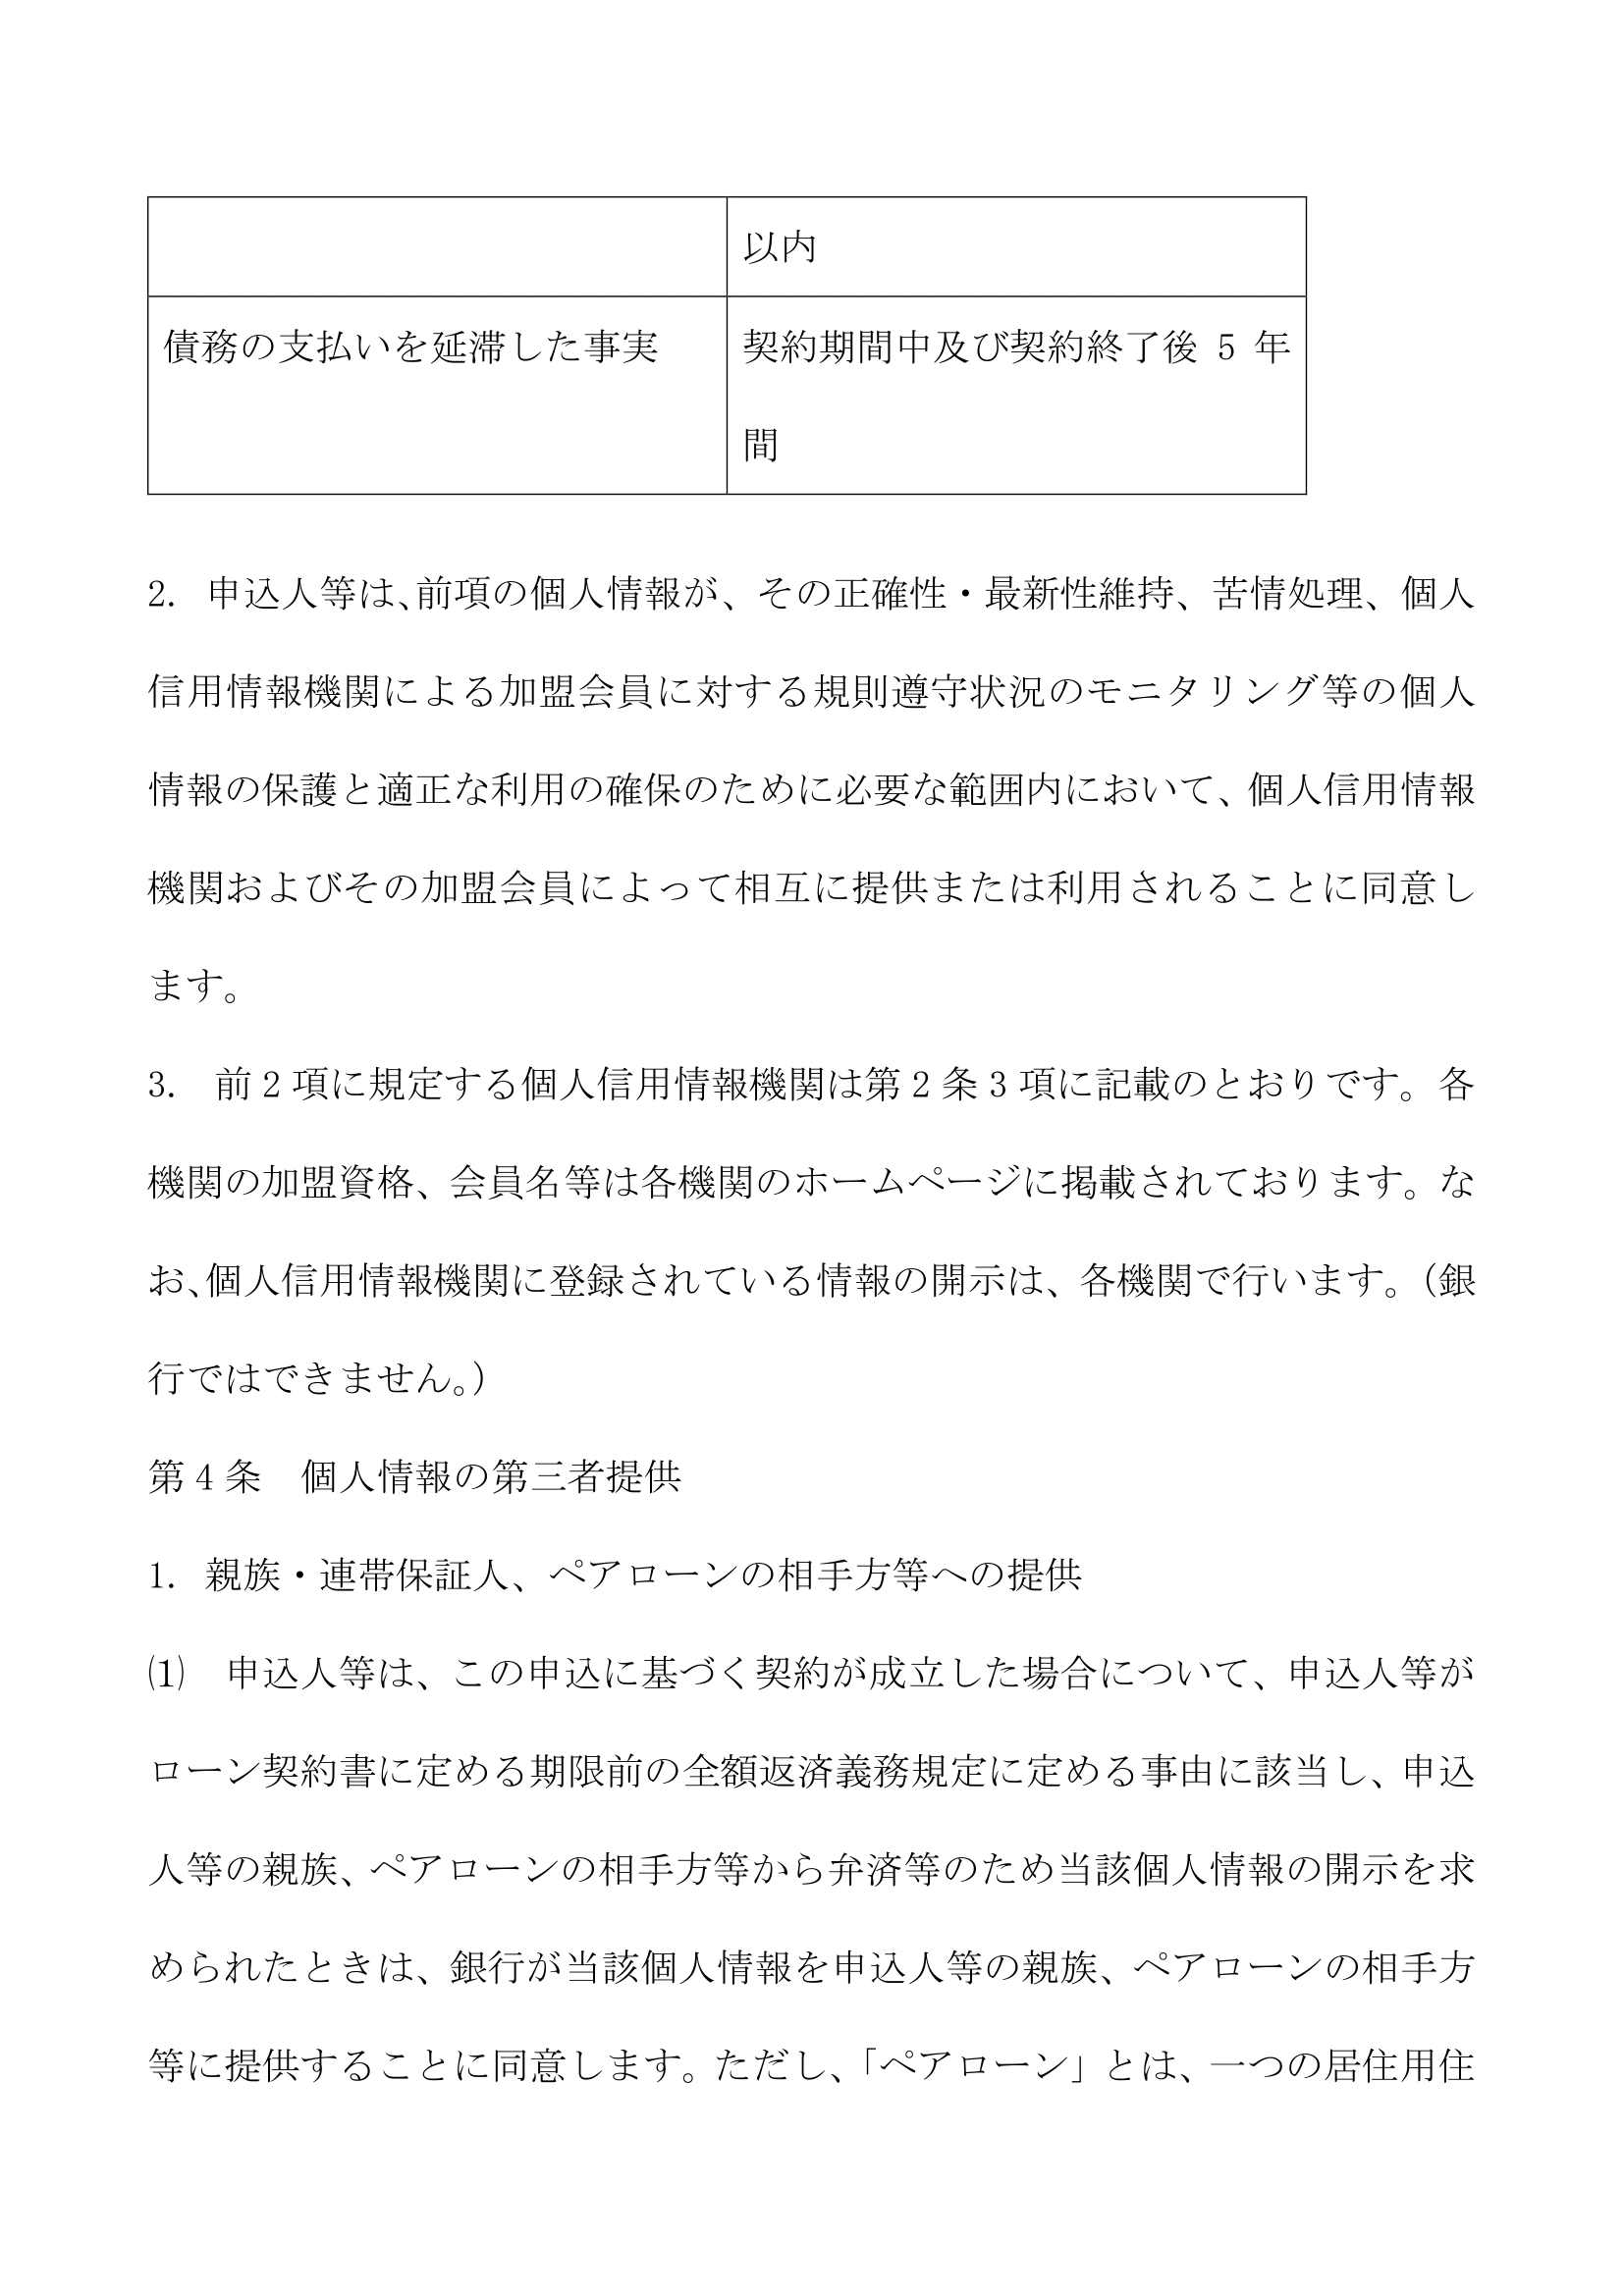 以内
債務の支払いを延滞した事実
契約期間中及び契約終了後 5 年
間
2. 申込人等は、前項の個人情報が、その正確性・最新性維持、苦情処理、個人
信用情報機関による加盟会員に対する規則遵守状況のモニタリング等の個人
情報の保護と適正な利用の確保のために必要な範囲内において、個人信用情報
機関およびその加盟会員によって相互に提供または利用されることに同意し
ます。
3. 前 2 項に規定する個人信用情報機関は第 2 条 3 項に記載のとおりです。各
機関の加盟資格、会員名等は各機関のホームページに掲載されております。な
お、個人信用情報機関に登録されている情報の開示は、各機関で行います。（銀
行ではできません。）
第 4 条　個人情報の第三者提供
1. 親族・連帯保証人、ペアローンの相手方等への提供
⑴　申込人等は、この申込に基づく契約が成立した場合について、申込人等が
ローン契約書に定める期限前の全額返済義務規定に定める事由に該当し、申込
人等の親族、ペアローンの相手方等から弁済等のため当該個人情報の開示を求
められたときは、銀行が当該個人情報を申込人等の親族、ペアローンの相手方
等に提供することに同意します。ただし、「ペアローン」とは、一つの居住用住